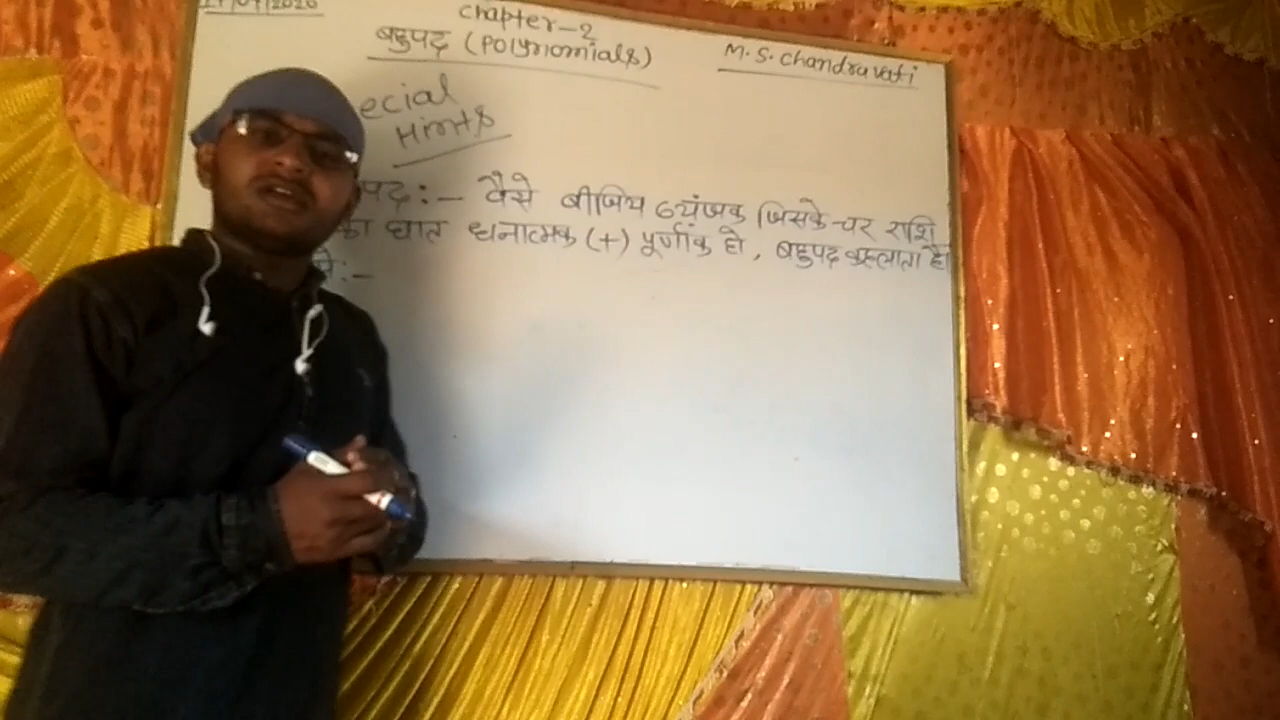 Chapter-2
बहुपद (Polynomials)
M.S. Chandravati
ecial
Hints
पद:- वैसे बीजिय व्यंजक जिसके चर राशि
का घात धनात्मक (+) पूर्णांक हो, बहुपद कहलाता है।
:-